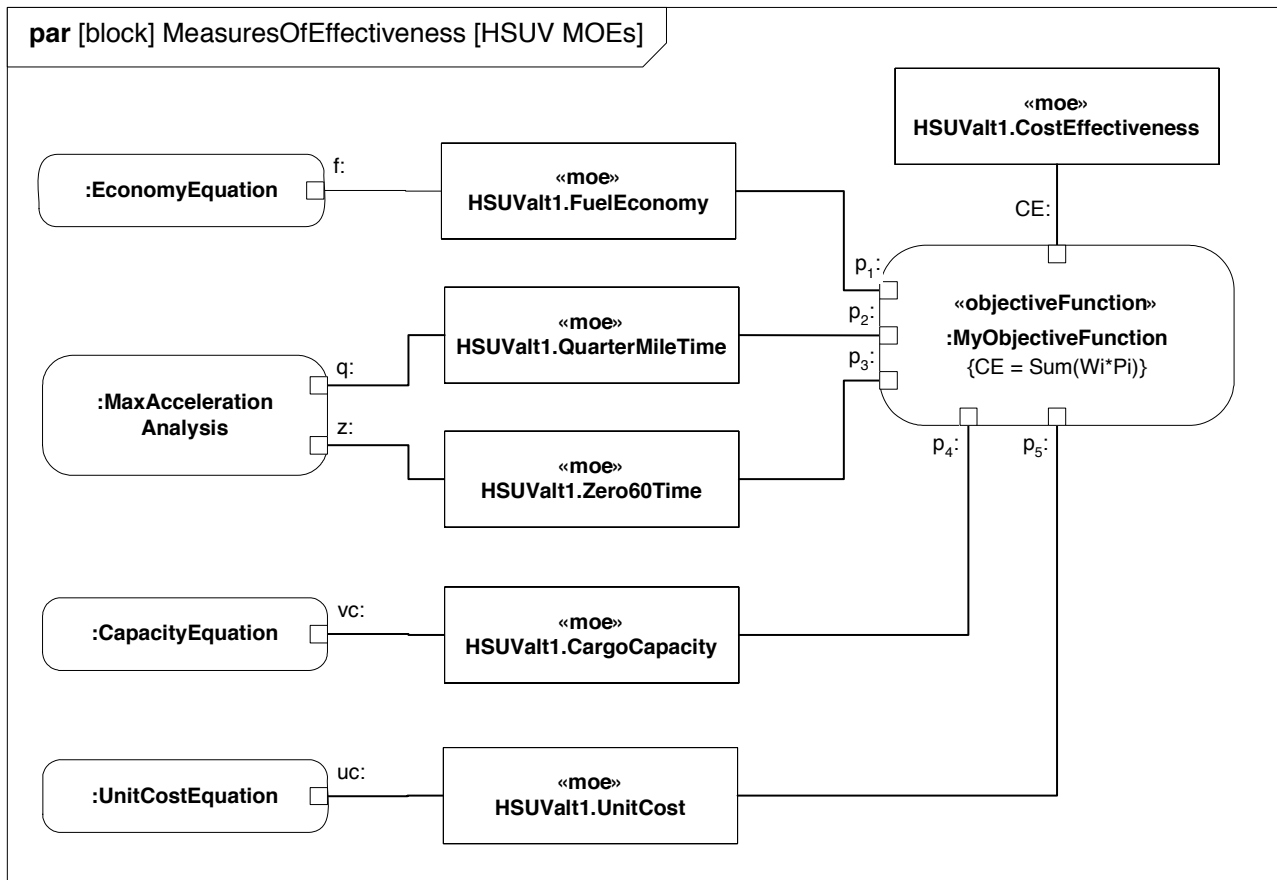 par [block] MeasuresOfEffectiveness [HSUV MOEs]
«moe»
HSUValt1.CostEffectiveness
f:
:EconomyEquation
«moe»
HSUValt1.FuelEconomy
CE:
p1:
«objectiveFunction»
:MyObjectiveFunction
{CE = Sum(Wi*Pi)}
p2:
p3:
p4:
p5:
«moe»
HSUValt1.QuarterMileTime
q:
:MaxAcceleration
Analysis
z:
«moe»
HSUValt1.Zero60Time
vc:
:CapacityEquation
«moe»
HSUValt1.CargoCapacity
uc:
:UnitCostEquation
«moe»
HSUValt1.UnitCost